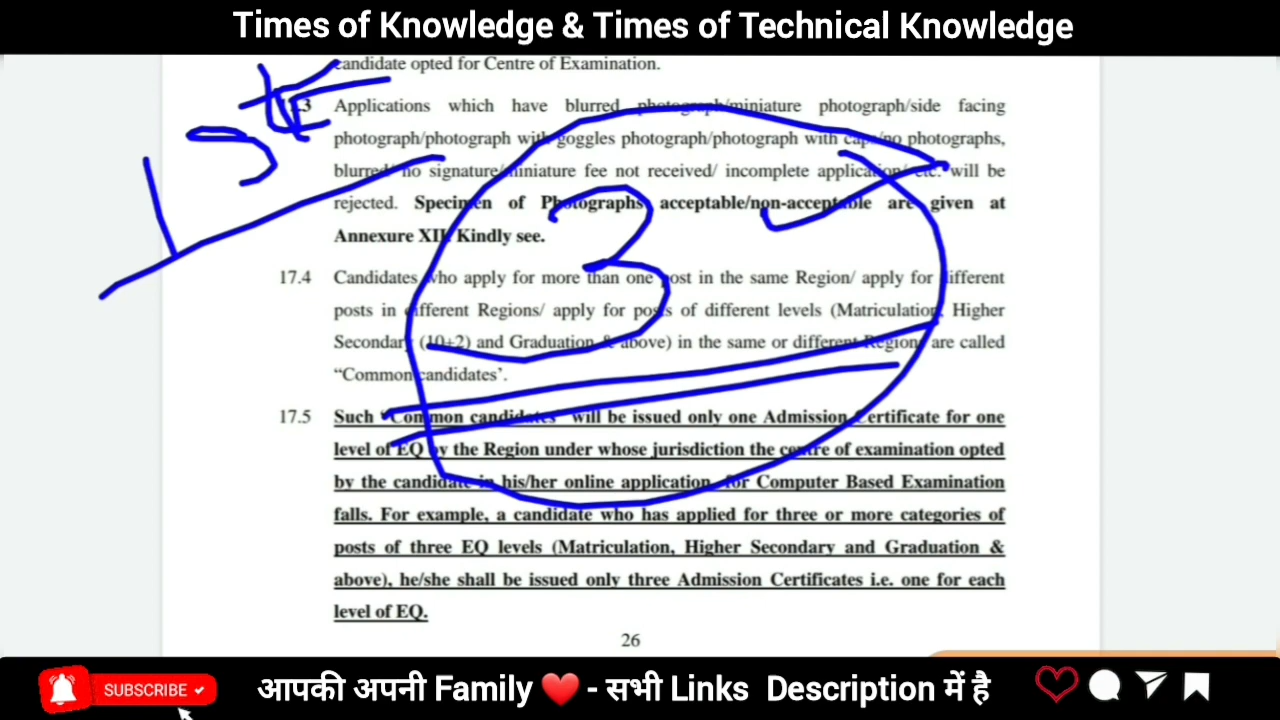 Times of Knowledge & Times of Technical Knowledge
candidate opted for Centre of Examination.
.3 Applications which have blurred photograph/miniature photograph/side facing
photograph/photograph with goggles photograph/photograph with caps/no photographs,
blurred/no signature/miniature fee not received/ incomplete application/ etc. will be
rejected. Specimen of Photographs acceptable/non-acceptable are given at
Annexure XII. Kindly see.
17.4 Candidates who apply for more than one post in the same Region/ apply for different
posts in different Regions/ apply for posts of different levels (Matriculation, Higher
Secondary (10+2) and Graduation & above) in the same or different Region, are called
“Common candidates’.
17.5 Such “Common candidates” will be issued only one Admission Certificate for one
level of EQ by the Region under whose jurisdiction the centre of examination opted
by the candidate in his/her online application, for Computer Based Examination
falls. For example, a candidate who has applied for three or more categories of
posts of three EQ levels (Matriculation, Higher Secondary and Graduation &
above), he/she shall be issued only three Admission Certificates i.e. one for each
level of EQ.
3
26
SUBSCRIBE
आपकी अपनी Family ❤️ - सभी Links Description में है